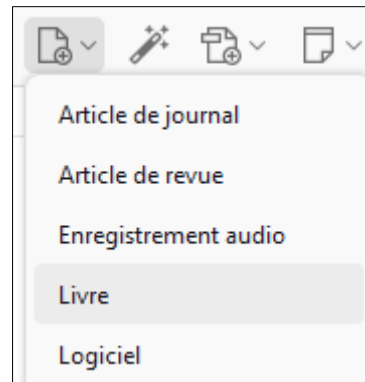 Article de journal
Article de revue
Enregistrement audio
Livre
Logiciel